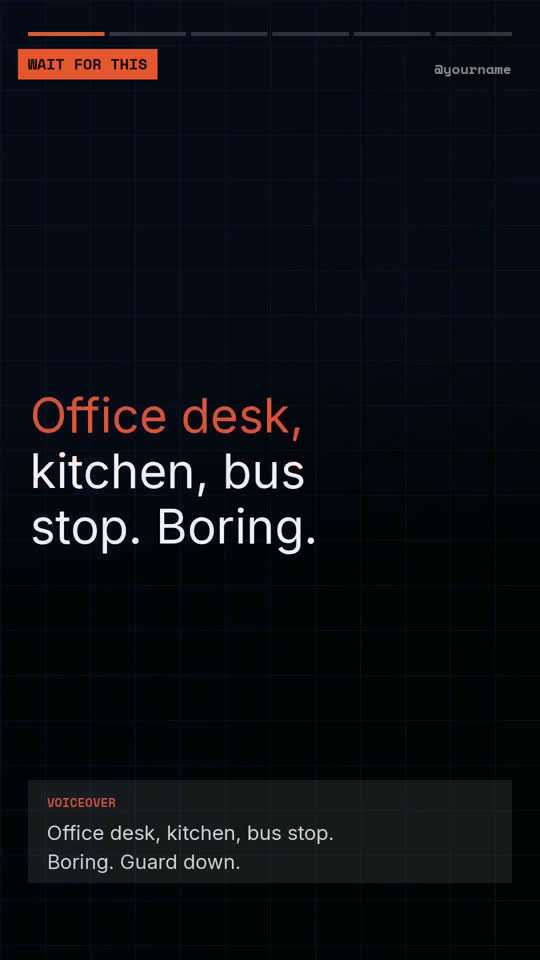 WAIT FOR THIS
@yourname
Office desk,
kitchen, bus
stop. Boring.
VOICEOVER
Office desk, kitchen, bus stop.
Boring. Guard down.